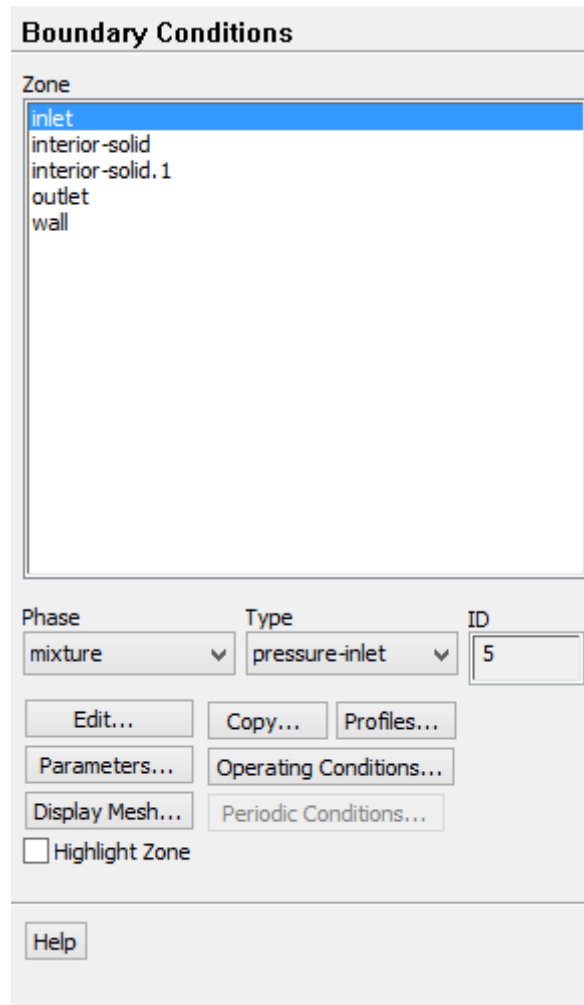 Boundary Conditions
Zone
inlet
interior-solid
interior-solid.1
outlet
wall
Phase Type ID
mixture pressure-inlet 5
Edit... Copy... Profiles...
Parameters... Operating Conditions...
Display Mesh... Periodic Conditions...
Highlight Zone
Help